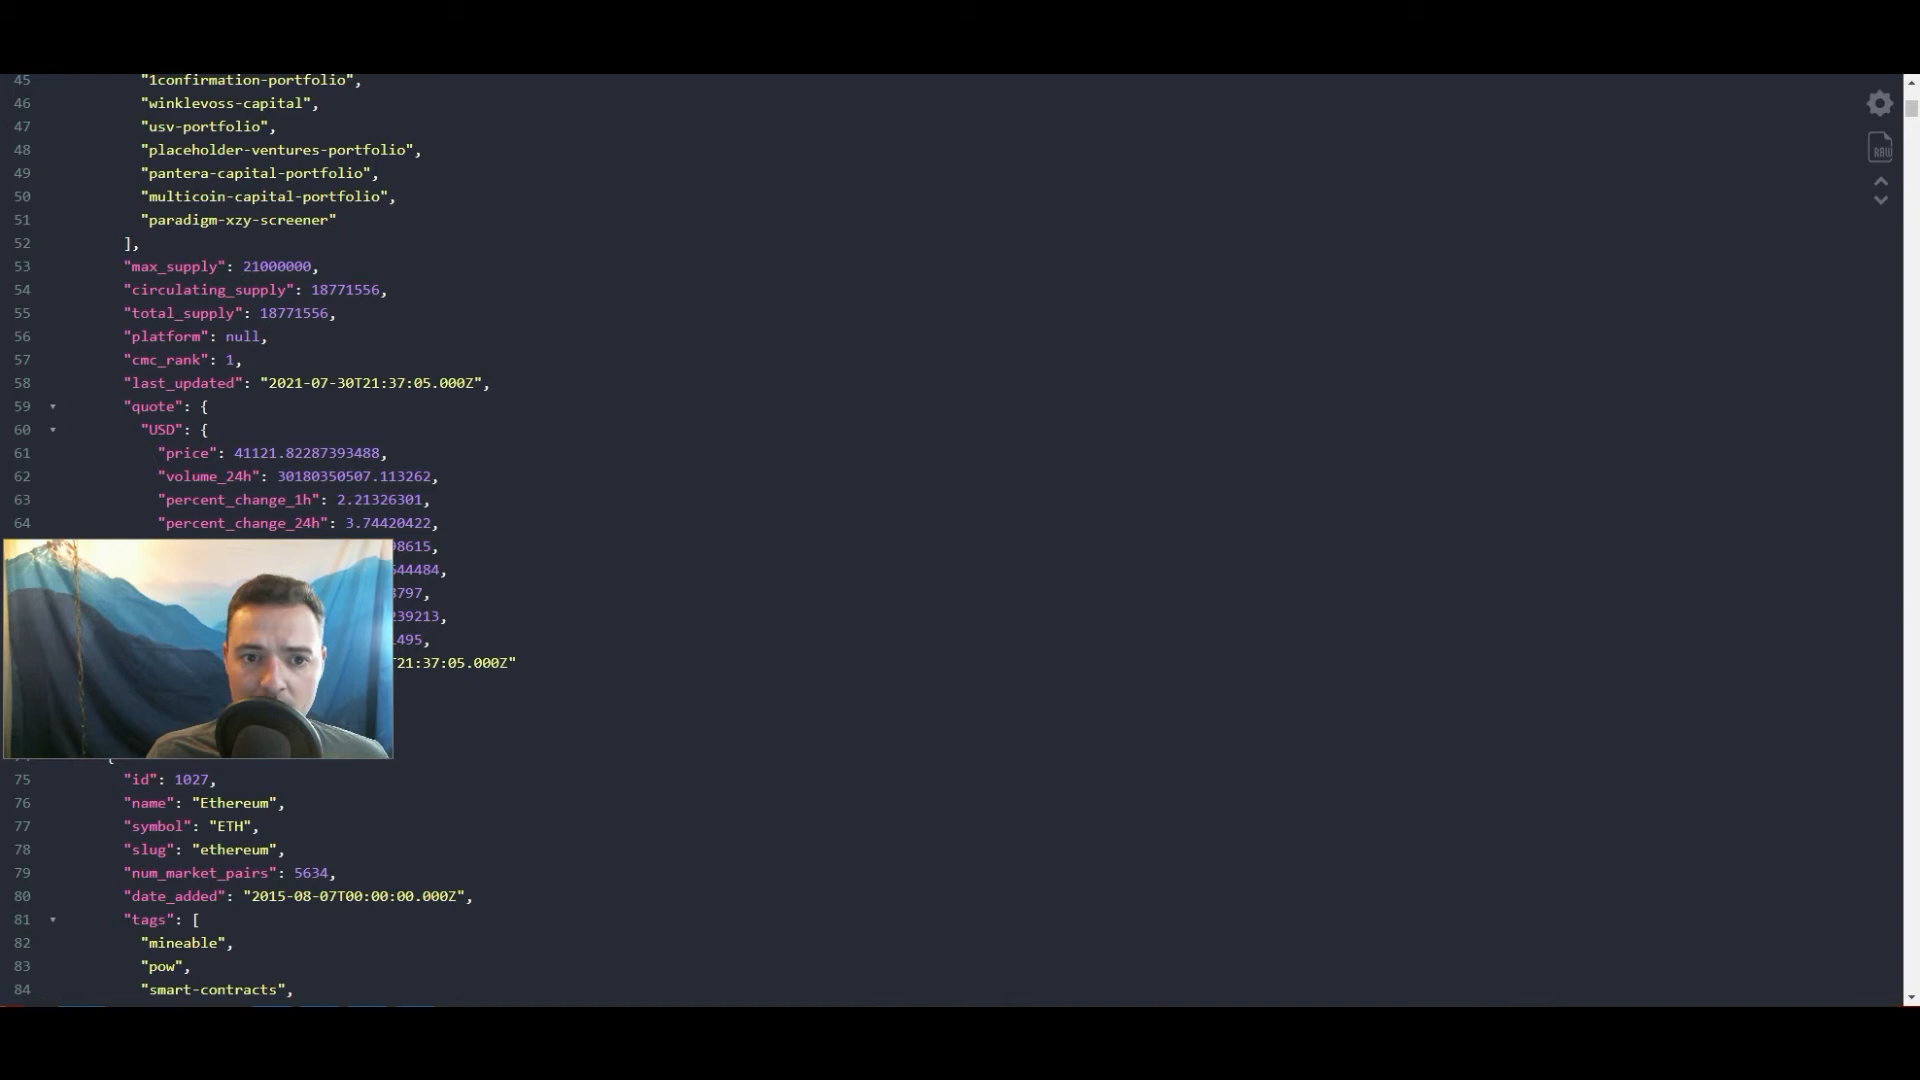 45 "1confirmation-portfolio",
46 "winklevoss-capital",
47 "usv-portfolio",
48 "placeholder-ventures-portfolio",
49 "pantera-capital-portfolio",
50 "multicoin-capital-portfolio",
51 "paradigm-xzy-screener"
52 ],
53 "max_supply": 21000000,
54 "circulating_supply": 18771556,
55 "total_supply": 18771556,
56 "platform": null,
57 "cmc_rank": 1,
58 "last_updated": "2021-07-30T21:37:05.000Z",
59 "quote": {
60 "USD": {
61 "price": 41121.82287393488,
62 "volume_24h": 30180350507.113262,
63 "percent_change_1h": 2.21326301,
64 "percent_change_24h": 3.74420422,
98615,
544484,
3797,
239213,
495,
T21:37:05.000Z"
75 "id": 1027,
76 "name": "Ethereum",
77 "symbol": "ETH",
78 "slug": "ethereum",
79 "num_market_pairs": 5634,
80 "date_added": "2015-08-07T00:00:00.000Z",
81 "tags": [
82 "mineable",
83 "pow",
84 "smart-contracts",
RAW